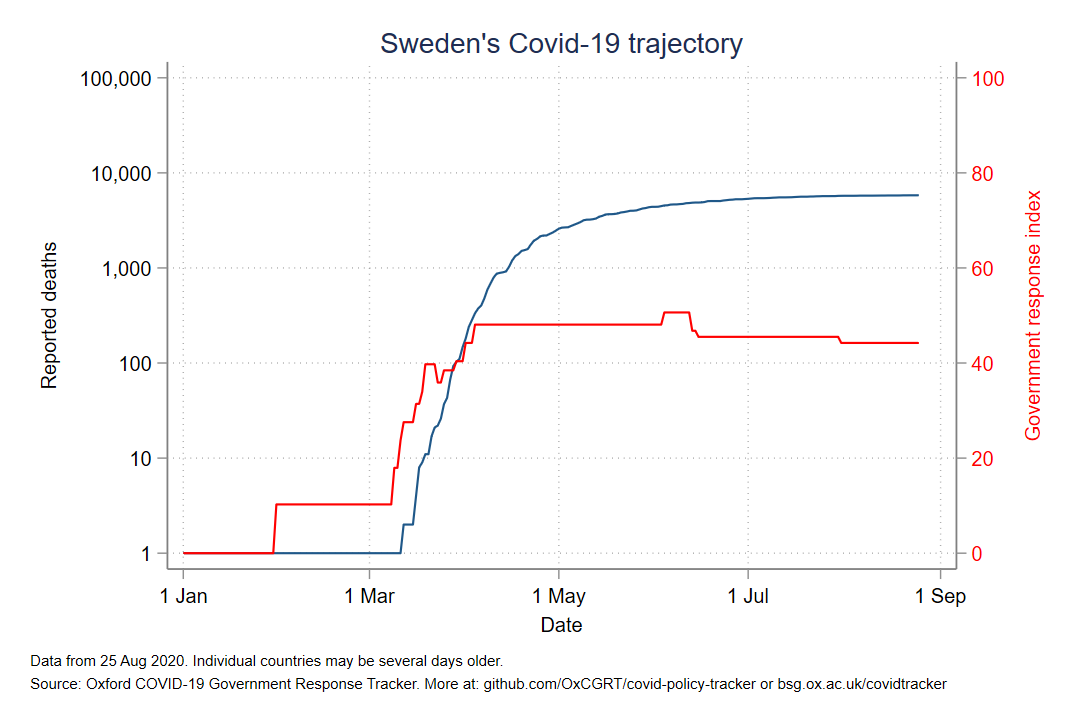 Sweden's Covid-19 trajectory
100,000
10,000
1,000
100
10
1
Reported deaths
100
80
60
40
20
0
Government response index
1 Jan
1 Mar
1 May
1 Jul
1 Sep
Date
Data from 25 Aug 2020. Individual countries may be several days older.
Source: Oxford COVID-19 Government Response Tracker. More at: github.com/OxCGRT/covid-policy-tracker or bsg.ox.ac.uk/covidtracker